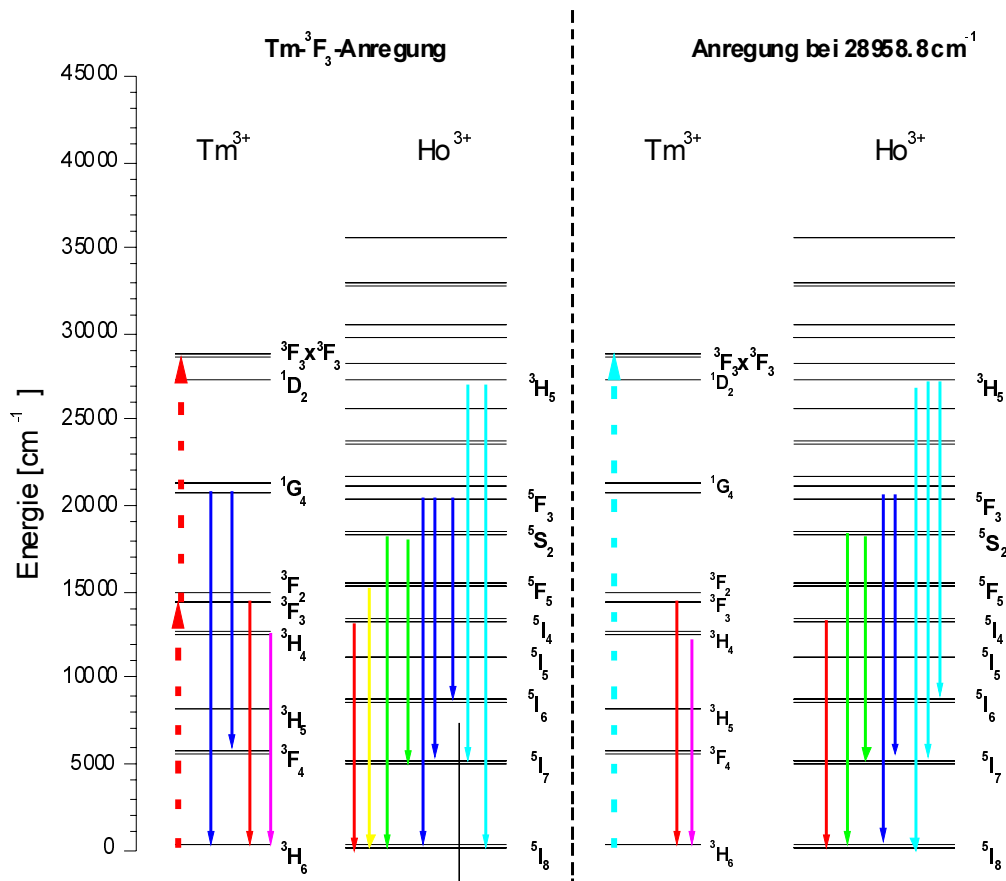 Tm-³F₃-Anregung
Anregung bei 28958.8 cm⁻¹
Energie [cm⁻¹]
45000
40000
35000
30000
25000
20000
15000
10000
5000
0
Tm³⁺
³F₃x³F₃
¹D₂
¹G₄
³F₂
³F₃
³H₄
³H₅
³F₄
³H₆
Ho³⁺
³H₅
⁵F₃
⁵S₂
⁵F₅
⁵I₄
⁵I₅
⁵I₆
⁵I₇
⁵I₈
Tm³⁺
³F₃x³F₃
¹D₂
¹G₄
³F₂
³F₃
³H₄
³H₅
³F₄
³H₆
Ho³⁺
³H₅
⁵F₃
⁵S₂
⁵F₅
⁵I₄
⁵I₅
⁵I₆
⁵I₇
⁵I₈